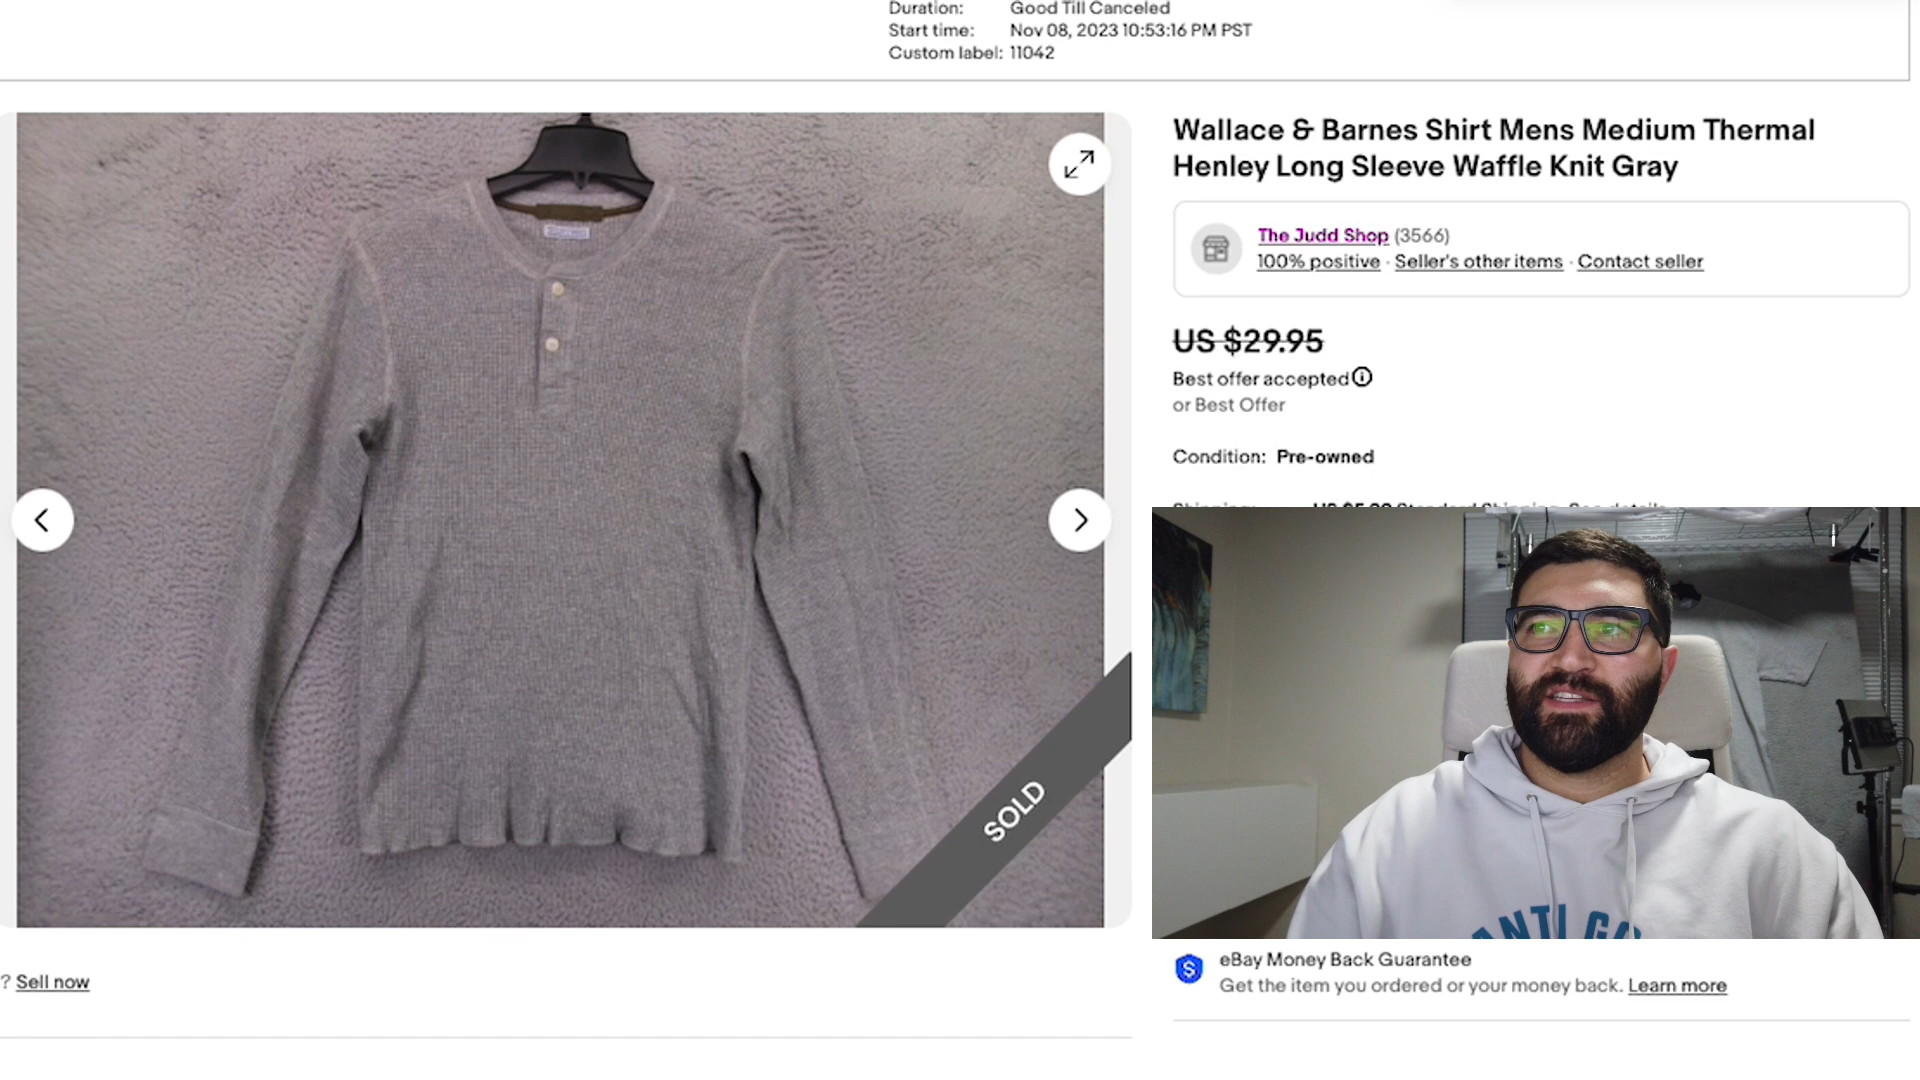 Duration: Good Till Canceled
Start time: Nov 08, 2023 10:53:16 PM PST
Custom label: 11042
Wallace & Barnes Shirt Mens Medium Thermal
Henley Long Sleeve Waffle Knit Gray
The Judd Shop (3566)
100% positive · Seller's other items · Contact seller
US $29.95
Best offer accepted
or Best Offer
Condition: Pre-owned
SOLD
ANTI
? Sell now
eBay Money Back Guarantee
Get the item you ordered or your money back. Learn more